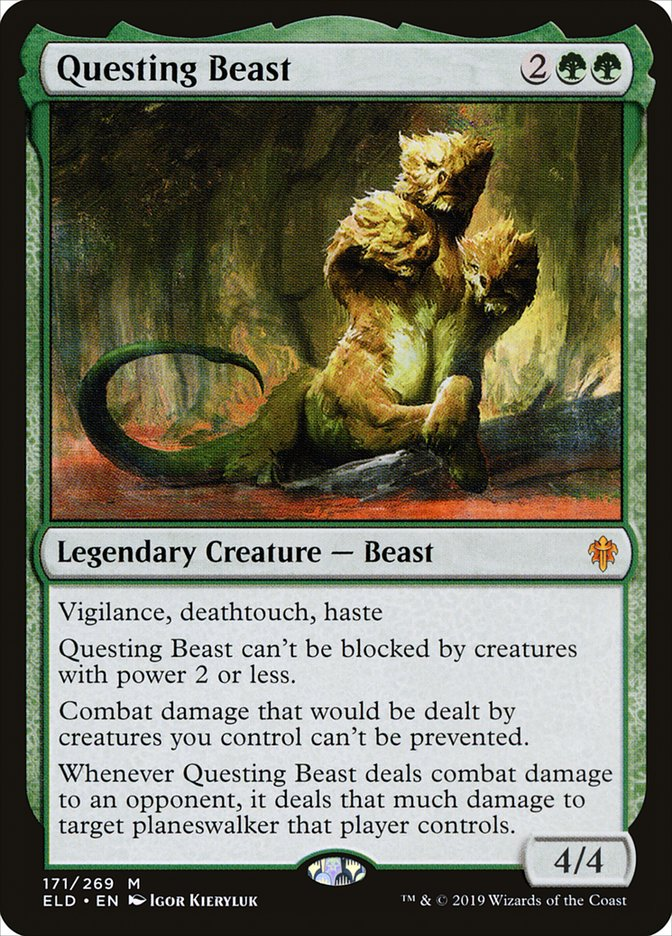 Questing Beast 2
Legendary Creature — Beast
Vigilance, deathtouch, haste
Questing Beast can't be blocked by creatures
with power 2 or less.
Combat damage that would be dealt by
creatures you control can't be prevented.
Whenever Questing Beast deals combat damage
to an opponent, it deals that much damage to
target planeswalker that player controls.
4/4
171/269 M
ELD • EN Igor Kieryluk
™ & © 2019 Wizards of the Coast